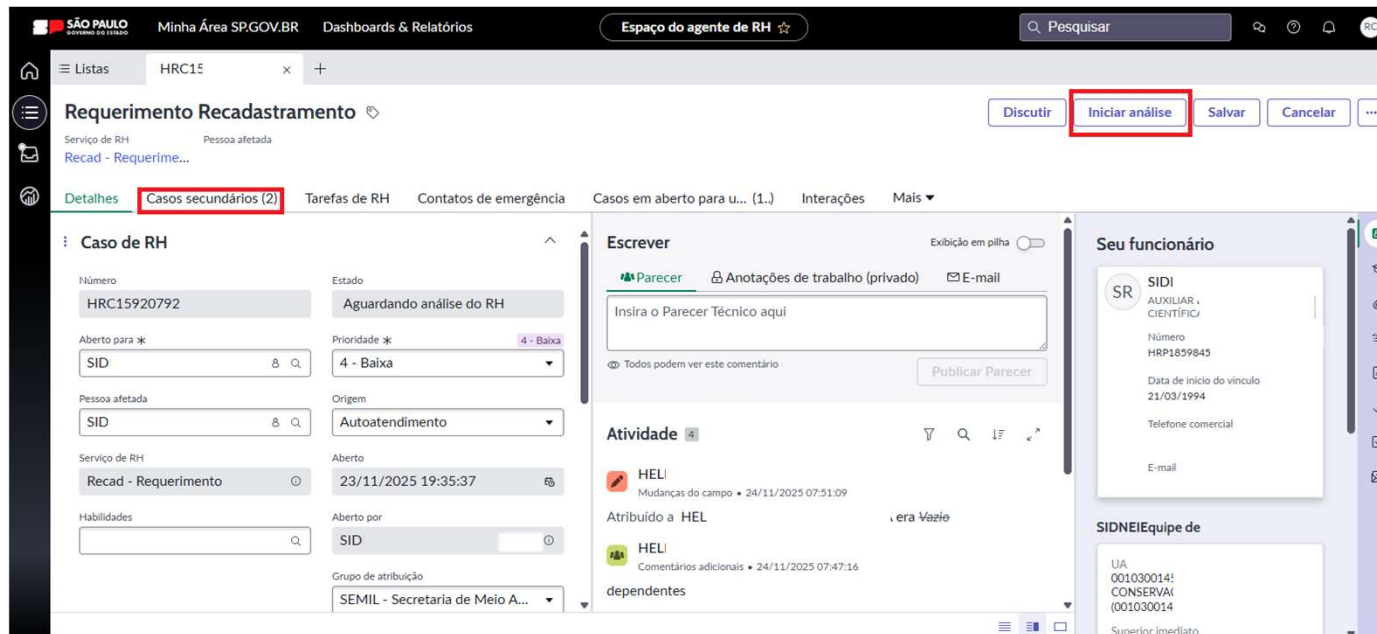 SÃO PAULO
GOVERNO DO ESTADO
Minha Área SP.GOV.BR
Dashboards & Relatórios
Espaço do agente de RH
Pesquisar
RC
Listas
HRC15
Requerimento Recadastramento
Discutir
Iniciar análise
Salvar
Cancelar
Serviço de RH
Pessoa afetada
Recad - Requerime...
Detalhes
Casos secundários (2)
Tarefas de RH
Contatos de emergência
Casos em aberto para u... (1..)
Interações
Mais
Caso de RH
Número
HRC15920792
Estado
Aguardando análise do RH
Aberto para
SID
Prioridade
4 - Baixa
4 - Baixa
Pessoa afetada
SID
Origem
Autoatendimento
Serviço de RH
Recad - Requerimento
Aberto
23/11/2025 19:35:37
Habilidades
Aberto por
SID
Grupo de atribuição
SEMIL - Secretaria de Meio A...
Escrever
Exibição em pilha
Parecer
Anotações de trabalho (privado)
E-mail
Insira o Parecer Técnico aqui
Todos podem ver este comentário
Publicar Parecer
Atividade 4
HEL
Mudanças do campo • 24/11/2025 07:51:09
Atribuído a HEL era Vazio
HEL
Comentários adicionais • 24/11/2025 07:47:16
dependentes
Seu funcionário
SR
SIDI
AUXILIAR
CIENTÍFIC
Número
HRP1859845
Data de início do vínculo
21/03/1994
Telefone comercial
E-mail
SIDNEIEquipe de
UA
001030014
CONSERVA
(001030014
Superior imediato